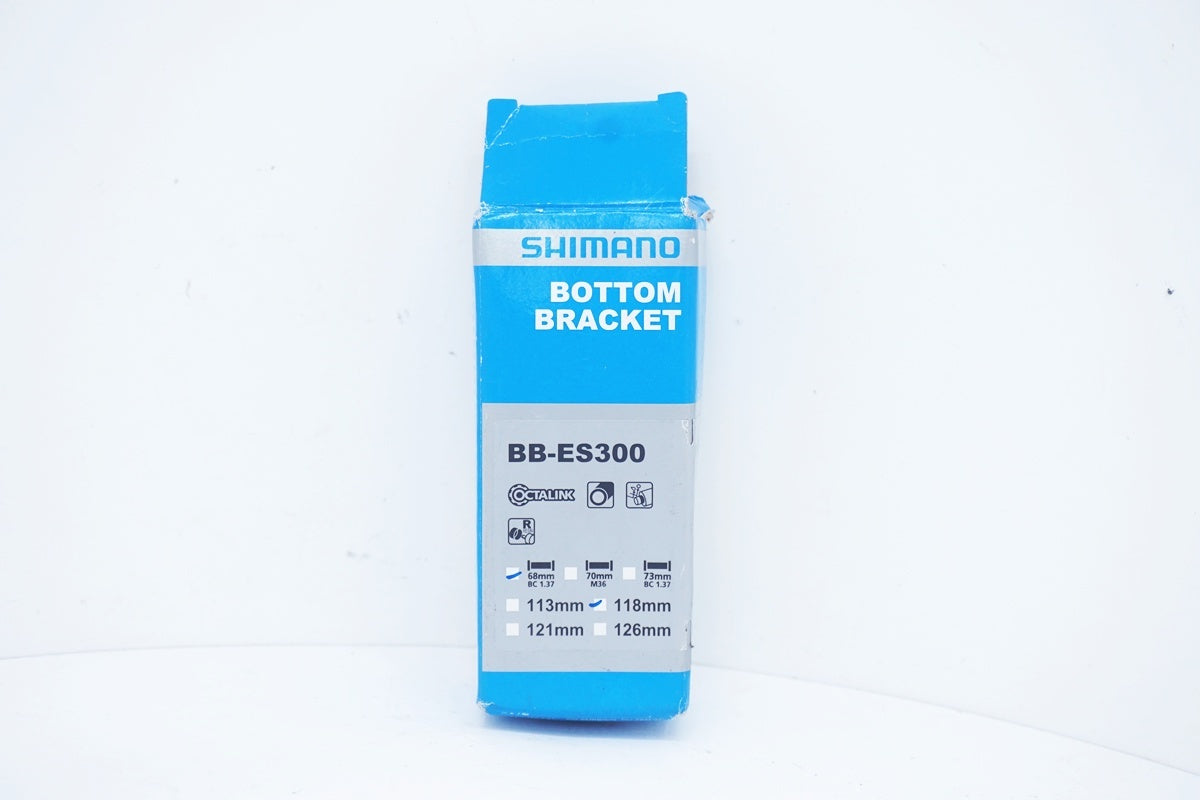 SHIMANO
BOTTOM
BRACKET
BB-ES300
OCTALINK
R
68mm 70mm 73mm
BC 1.37 M36 BC 1.37
113mm 118mm
121mm 126mm